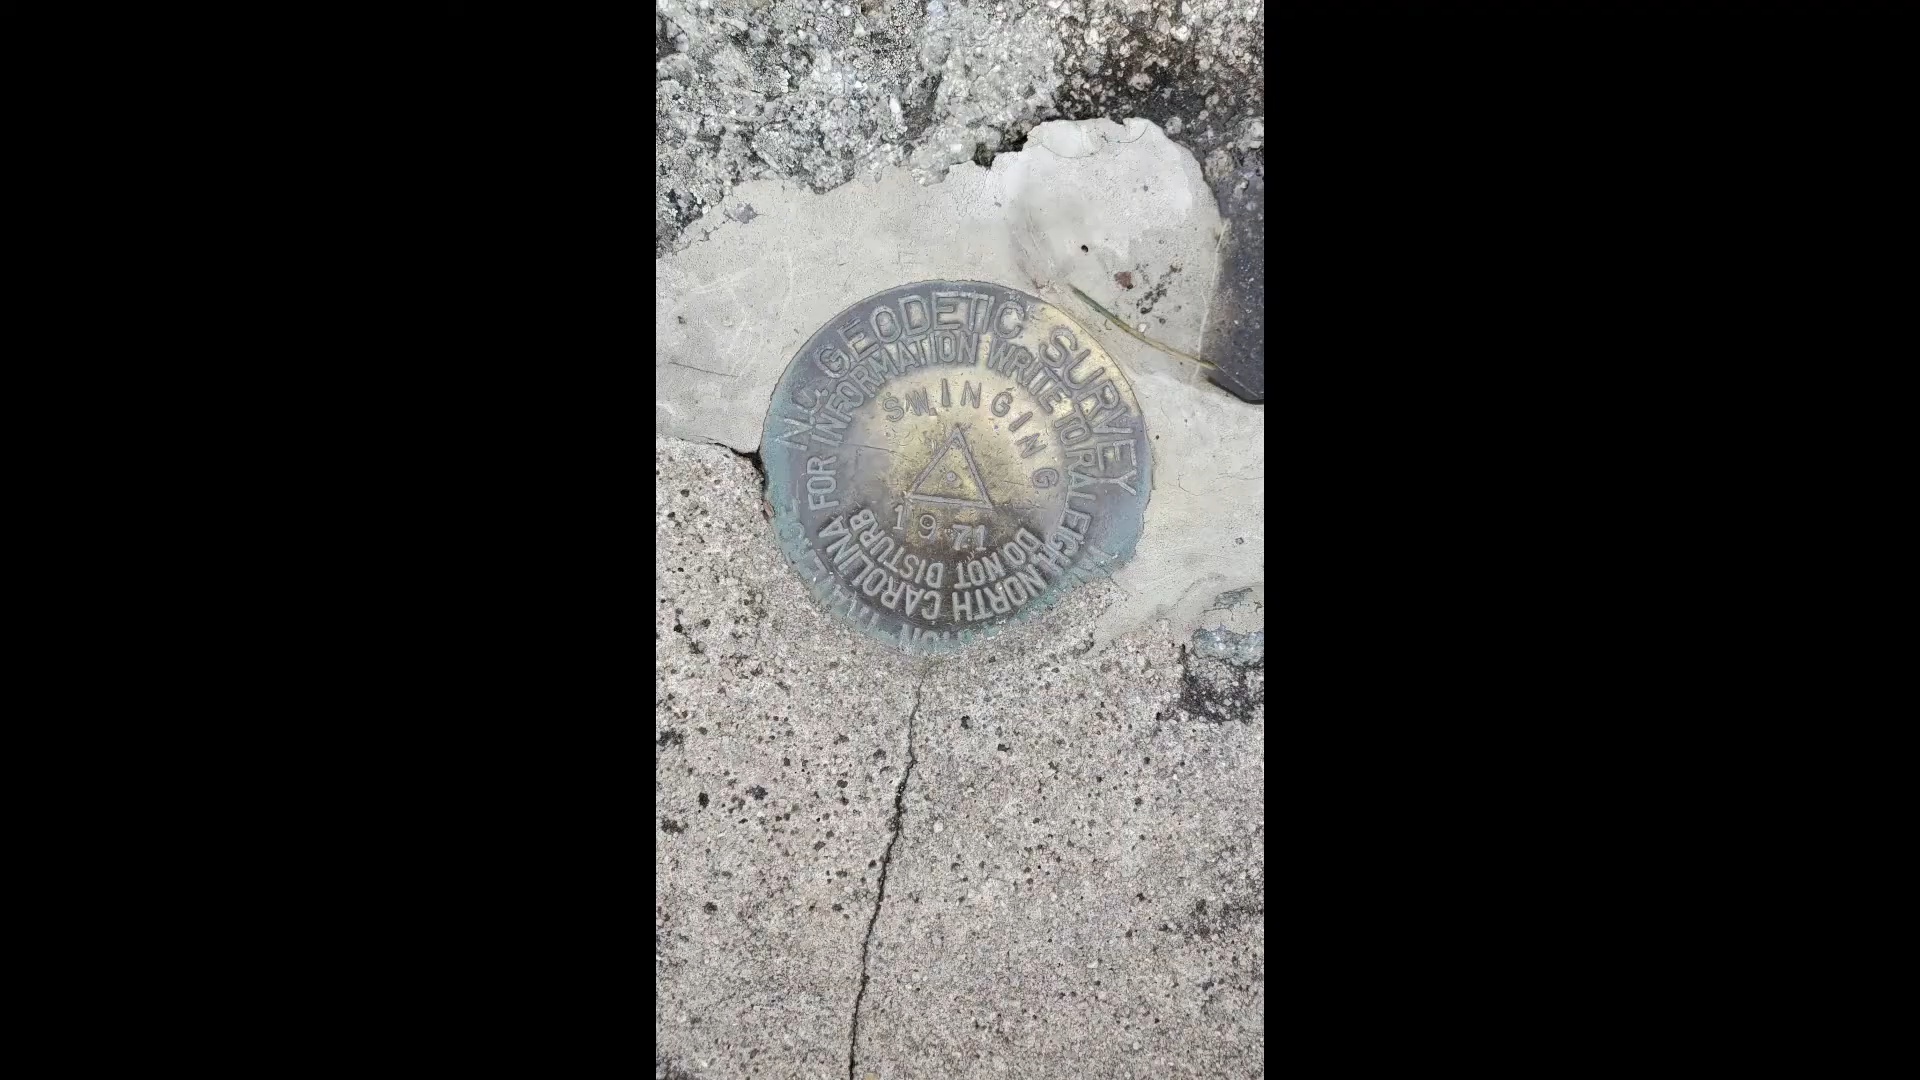 N.C. GEODETIC SURVEY
FOR INFORMATION WRITE TO RALEIGH, NORTH CAROLINA
SWINGING
1971
DO NOT DISTURB